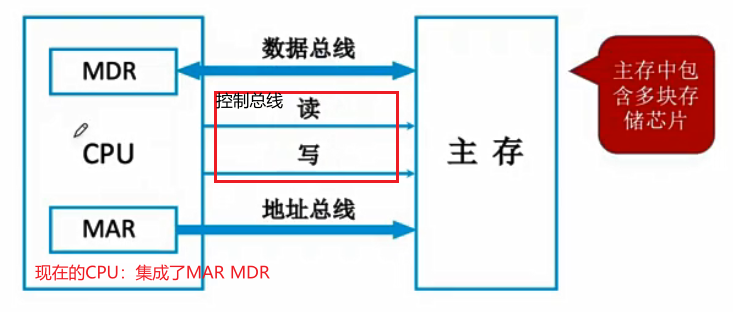 数据总线
MDR
控制总线
读
CPU
写
主 存
主存中包
含多块存
储芯片
地址总线
MAR
现在的CPU：集成了MAR MDR